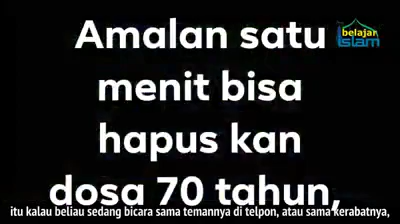 belajar
islam
Amalan satu
menit bisa
hapus kan
dosa 70 tahun,
itu kalau beliau sedang bicara sama temannya di telpon, atau sama kerabatnya,